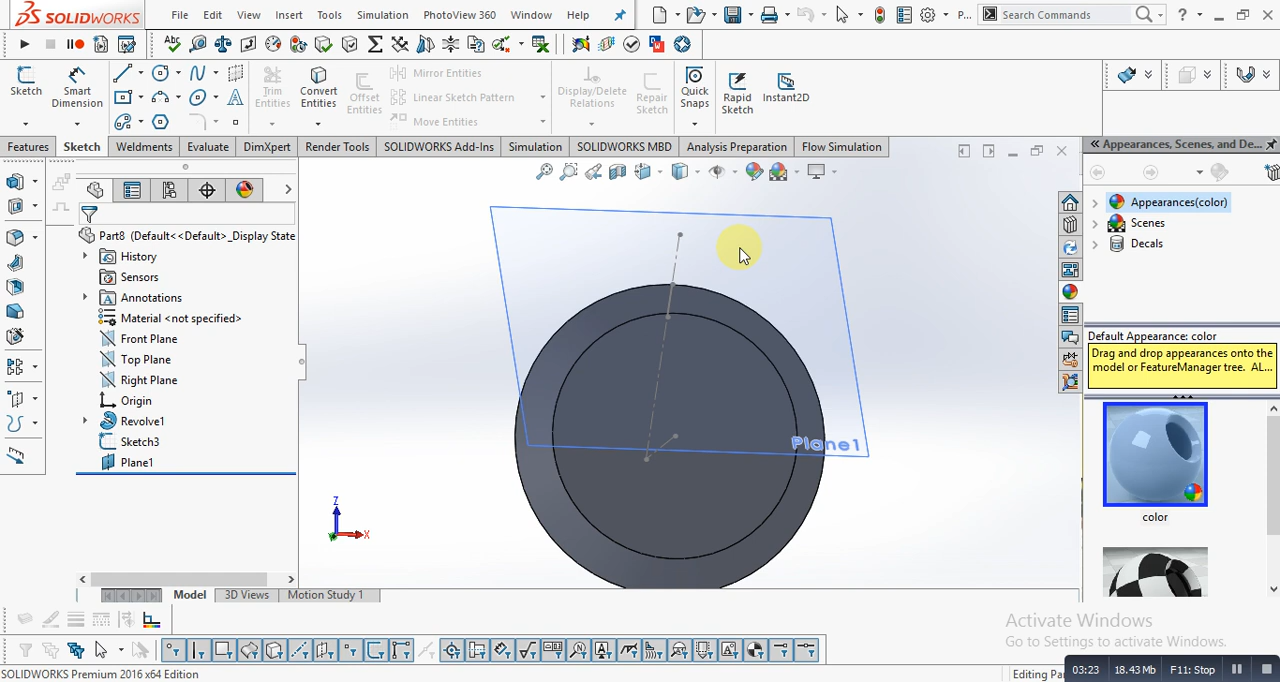 SOLIDWORKS File Edit View Insert Tools Simulation PhotoView 360 Window Help P... Search Commands
Sketch Smart Dimension Trim Entities Convert Entities Offset Entities Mirror Entities Linear Sketch Pattern Move Entities Display/Delete Relations Repair Sketch Quick Snaps Rapid Sketch Instant2D
Features Sketch Weldments Evaluate DimXpert Render Tools SOLIDWORKS Add-Ins Simulation SOLIDWORKS MBD Analysis Preparation Flow Simulation
Appearances, Scenes, and De...
Part8 (Default<<Default>_Display State
History
Sensors
Annotations
Material <not specified>
Front Plane
Top Plane
Right Plane
Origin
Revolve1
Sketch3
Plane1
Plane1
Z
X
Appearances(color)
Scenes
Decals
Default Appearance: color
Drag and drop appearances onto the
model or FeatureManager tree. AL...
color
Model 3D Views Motion Study 1
Activate Windows
Go to Settings to activate Windows.
SOLIDWORKS Premium 2016 x64 Edition
Editing Pa
03:23 18.43 Mb F11: Stop